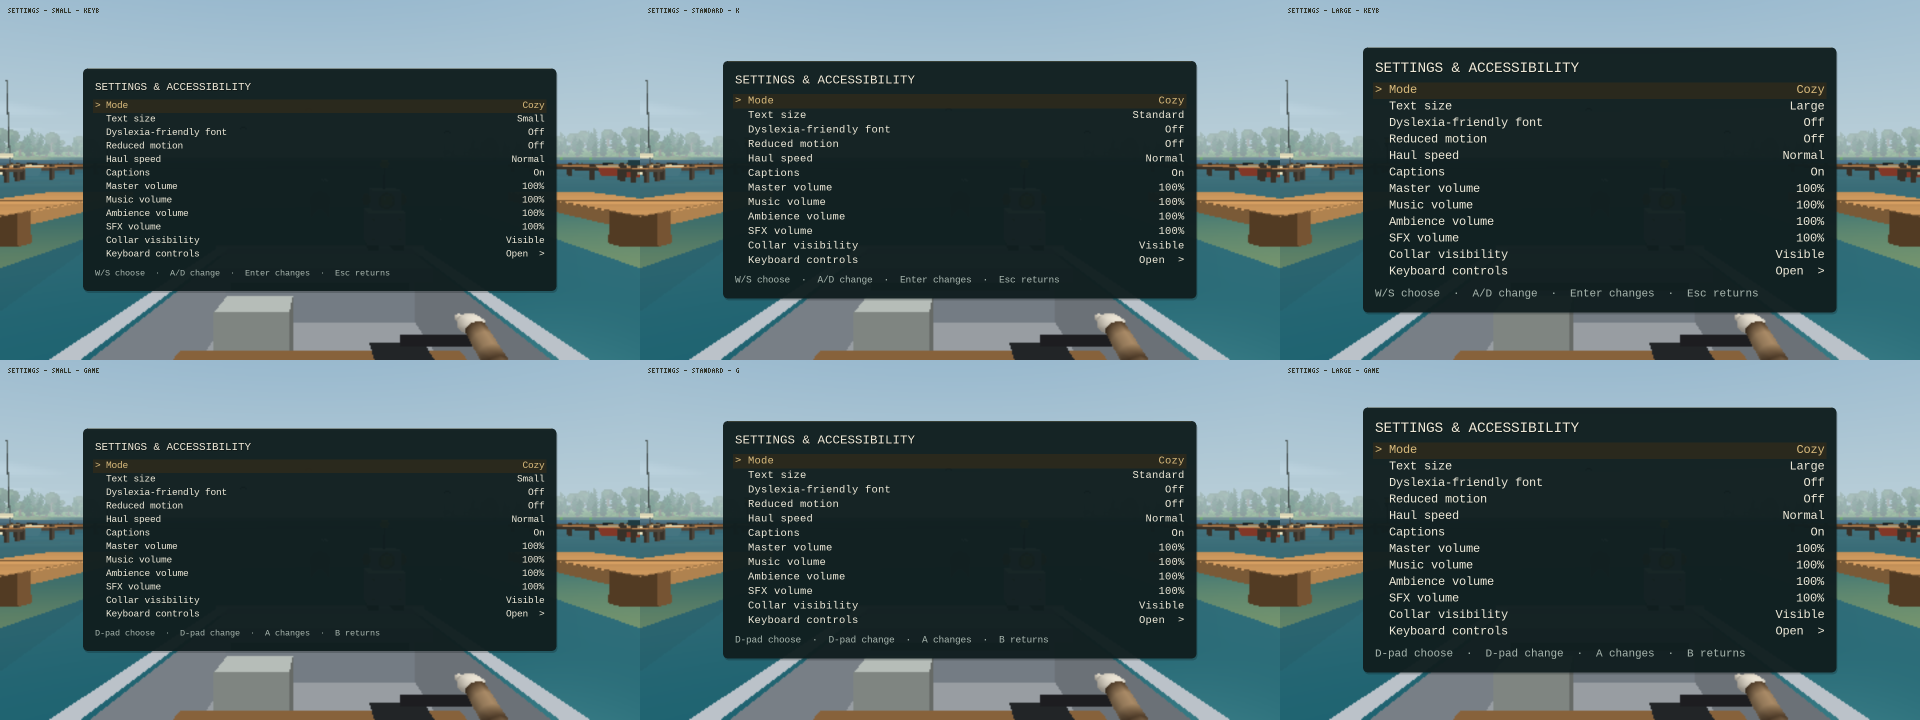 SETTINGS - SMALL - KEYB
SETTINGS & ACCESSIBILITY
> Mode Cozy
Text size Small
Dyslexia-friendly font Off
Reduced motion Off
Haul speed Normal
Captions On
Master volume 100%
Music volume 100%
Ambience volume 100%
SFX volume 100%
Collar visibility Visible
Keyboard controls Open >
W/S choose · A/D change · Enter changes · Esc returns
SETTINGS - STANDARD - K
SETTINGS & ACCESSIBILITY
> Mode Cozy
Text size Standard
Dyslexia-friendly font Off
Reduced motion Off
Haul speed Normal
Captions On
Master volume 100%
Music volume 100%
Ambience volume 100%
SFX volume 100%
Collar visibility Visible
Keyboard controls Open >
W/S choose · A/D change · Enter changes · Esc returns
SETTINGS - LARGE - KEYB
SETTINGS & ACCESSIBILITY
> Mode Cozy
Text size Large
Dyslexia-friendly font Off
Reduced motion Off
Haul speed Normal
Captions On
Master volume 100%
Music volume 100%
Ambience volume 100%
SFX volume 100%
Collar visibility Visible
Keyboard controls Open >
W/S choose · A/D change · Enter changes · Esc returns
SETTINGS - SMALL - GAME
SETTINGS & ACCESSIBILITY
> Mode Cozy
Text size Small
Dyslexia-friendly font Off
Reduced motion Off
Haul speed Normal
Captions On
Master volume 100%
Music volume 100%
Ambience volume 100%
SFX volume 100%
Collar visibility Visible
Keyboard controls Open >
D-pad choose · D-pad change · A changes · B returns
SETTINGS - STANDARD - G
SETTINGS & ACCESSIBILITY
> Mode Cozy
Text size Standard
Dyslexia-friendly font Off
Reduced motion Off
Haul speed Normal
Captions On
Master volume 100%
Music volume 100%
Ambience volume 100%
SFX volume 100%
Collar visibility Visible
Keyboard controls Open >
D-pad choose · D-pad change · A changes · B returns
SETTINGS - LARGE - GAME
SETTINGS & ACCESSIBILITY
> Mode Cozy
Text size Large
Dyslexia-friendly font Off
Reduced motion Off
Haul speed Normal
Captions On
Master volume 100%
Music volume 100%
Ambience volume 100%
SFX volume 100%
Collar visibility Visible
Keyboard controls Open >
D-pad choose · D-pad change · A changes · B returns